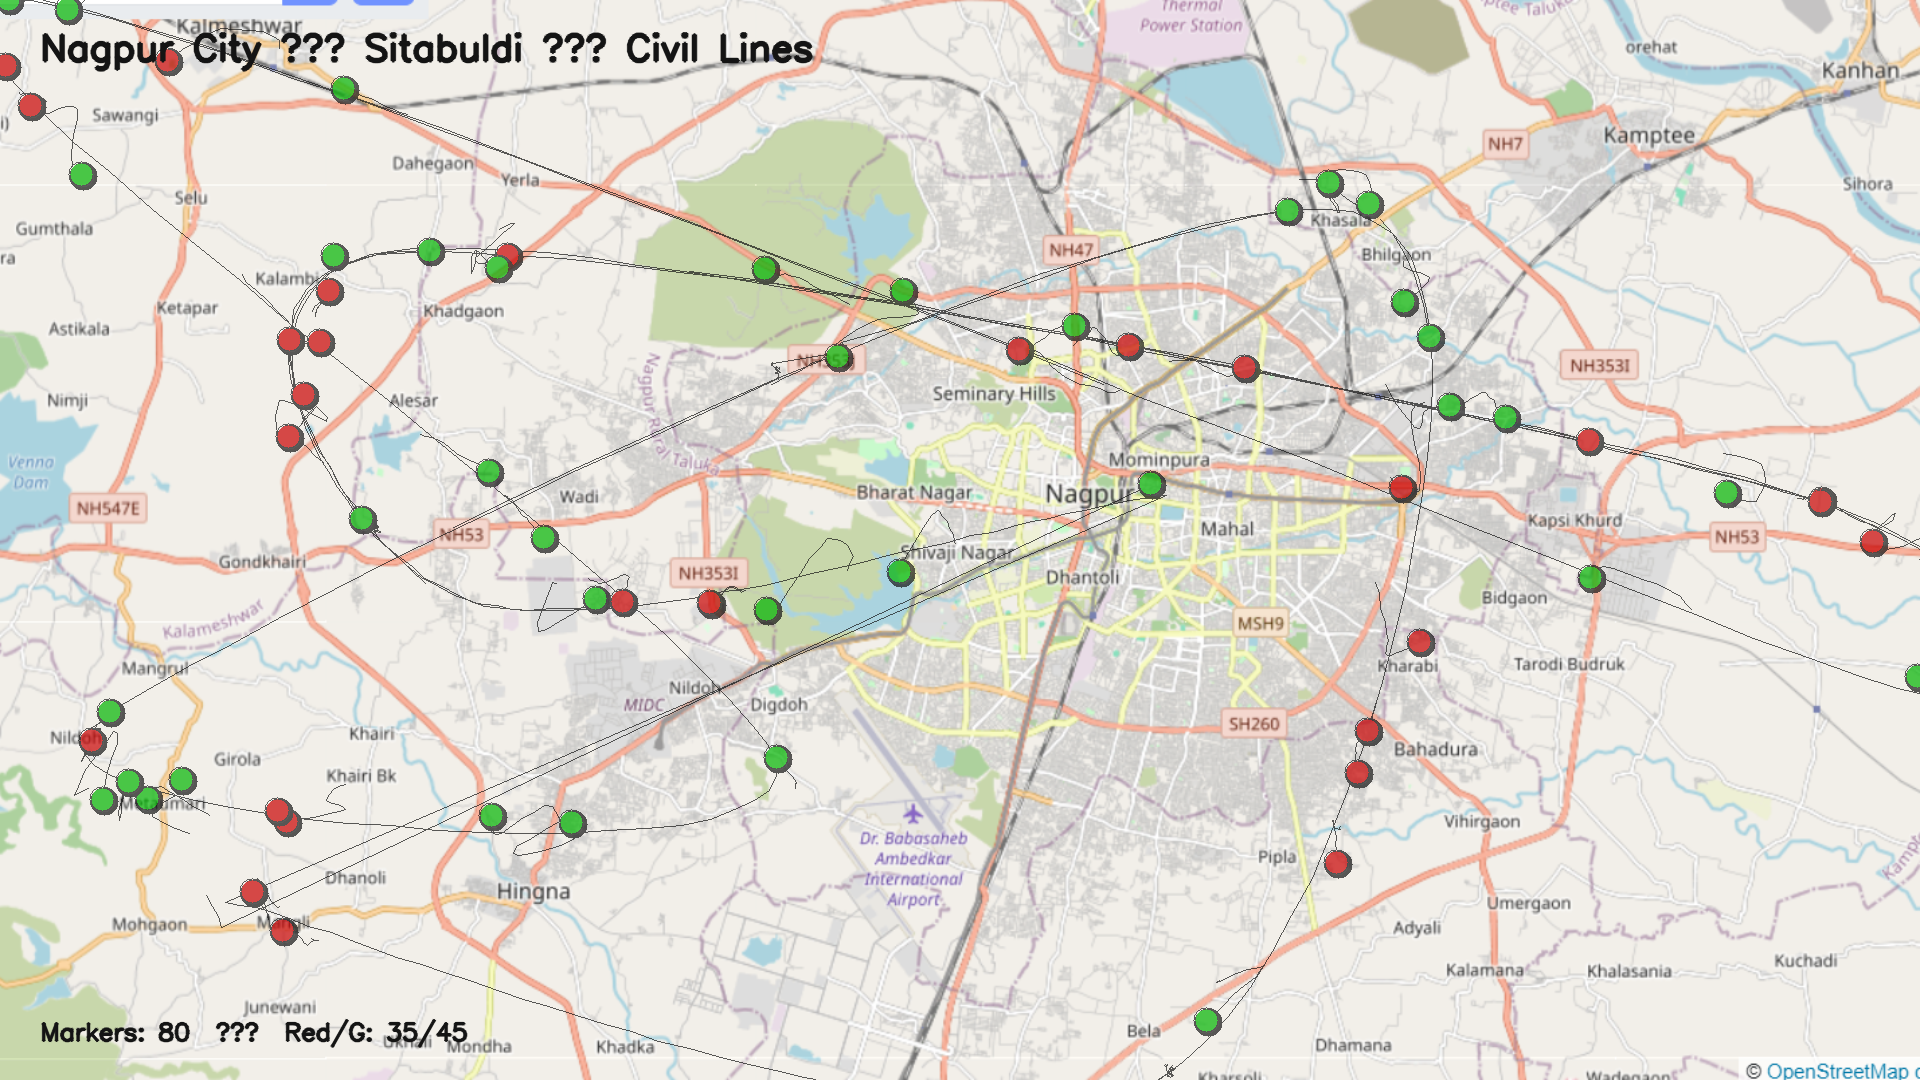 Kalmeshwar
Nagpur City ??? Sitabuldi ??? Civil Lines
Thermal
Power Station
orehat
Kanhan
Sawangi
Kamptee
NH7
Dahegaon
Yerla
Selu
Sihora
Gumthala
Khasala
NH47
Bhilgaon
Kalambi
Ketapar
Khadgaon
Astikala
NH353I
Seminary Hills
Nimji
Alesar
Nagpur Rural Taluka
Mominpura
Venna
Dam
Wadi
Bharat Nagar
Nagpur
NH547E
Kapsi Khurd
Mahal
NH53
NH53
Shivaji Nagar
Gondkhairi
NH353I
Dhantoli
Bidgaon
Kalameshwar
MSH9
Mangrul
Kharabi
Tarodi Budruk
Nildoh
MIDC
Digdoh
SH260
Nildoh
Khairi
Bahadura
Girola
Khairi Bk
Metaumari
Vihirgaon
Dr. Babasaheb
Ambedkar
International
Airport
Pipla
Dhanoli
Hingna
Umergaon
Mohgaon
Mangli
Adyali
Kalamana
Khalasania
Kuchadi
Junewani
Markers: 80 ??? Red/G: 35/45
Mondha
Khadka
Bela
Dhamana
Kharsoli
Wadegaon
© OpenStreetMap c